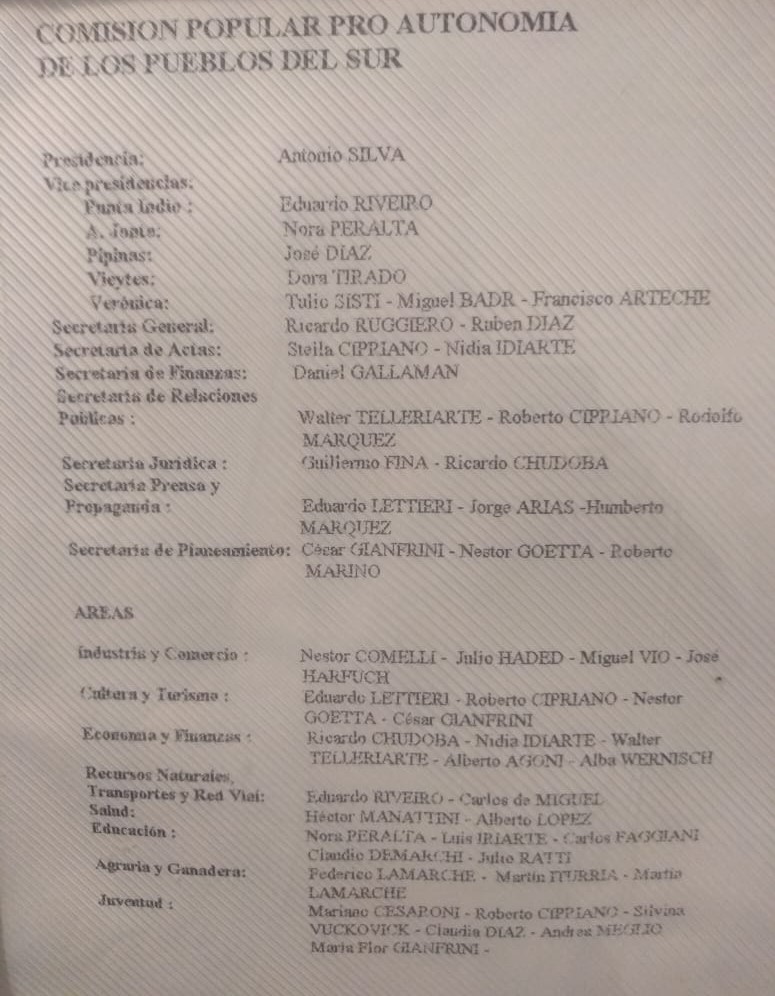 COMISION POPULAR PRO AUTONOMIA
DE LOS PUEBLOS DEL SUR
Presidencia: Antonio SILVA
Vice presidencias:
Punta Indio : Eduardo RIVEIRO
A. Jonte: Nora PERALTA
Pipinas: José DIAZ
Vieytes: Dora TIRADO
Verónica: Tulio SISTI - Miguel BADR - Francisco ARTECHE
Secretaria General: Ricardo RUGGIERO - Ruben DIAZ
Secretaria de Actas: Stella CIPRIANO - Nidia IDIARTE
Secretaria de Finanzas: Daniel GALLAMAN
Secretaria de Relaciones
Públicas : Walter TELLERIARTE - Roberto CIPRIANO - Rodolfo
MARQUEZ
Secretaria Juridica : Guillermo FINA - Ricardo CHUDOBA
Secretaria Prensa y
Propaganda : Eduardo LETTIERI - Jorge ARIAS -Humberto
MARQUEZ
Secretaria de Planeamiento: César GIANFRINI - Nestor GOETTA - Roberto
MARINO
AREAS
Industria y Comercio : Nestor COMELLI - Julio HADED - Miguel VIO - José
HARFUCH
Cultura y Turismo : Eduardo LETTIERI - Roberto CIPRIANO - Nestor
GOETTA - César GIANFRINI
Economia y Finanzas : Ricardo CHUDOBA - Nidia IDIARTE - Walter
TELLERIARTE - Alberto AGONI - Alba WERNISCH
Recursos Naturales,
Transportes y Red Vial: Eduardo RIVEIRO - Carlos de MIGUEL
Salud: Héctor MANATTINI - Alberto LOPEZ
Educación : Nora PERALTA - Luis IRIARTE - Carlos FAGGIANI
Claudio DEMARCHI - Julio RATTI
Agraria y Ganadera: Federico LAMARCHE - Martín ITURRIA - Martin
LAMARCHE
Juventud : Mariano CESARONI - Roberto CIPRIANO - Silvina
VUCKOVICK - Claudia DIAZ - Andrea MEGLIO
Maria Flor GIANFRINI -